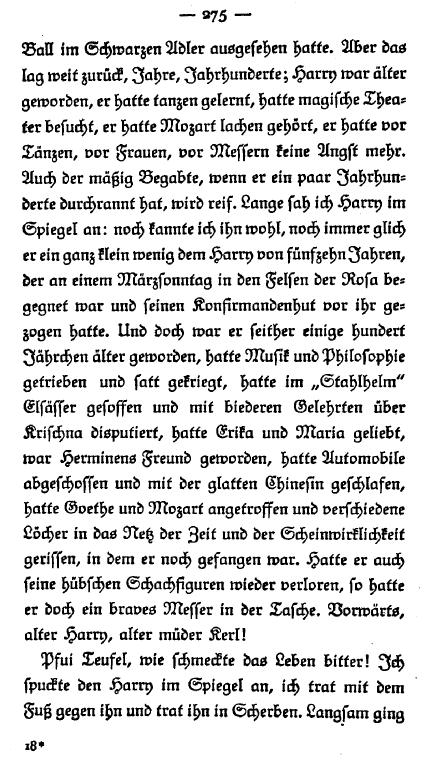 — 275 —
Ball im Schwarzen Adler ausgesehen hatte. Aber das
lag weit zurück, Jahre, Jahrhunderte; Harry war älter
geworden, er hatte tanzen gelernt, hatte magische Thea-
ter besucht, er hatte Mozart lachen gehört, er hatte vor
Tänzen, vor Frauen, vor Messern keine Angst mehr.
Auch der mäßig Begabte, wenn er ein paar Jahrhun-
derte durchrannt hat, wird reif. Lange sah ich Harry im
Spiegel an: noch kannte ich ihn wohl, noch immer glich
er ein ganz klein wenig dem Harry von fünfzehn Jahren,
der an einem Märzsonntag in den Felsen der Rosa be-
gegnet war und seinen Konfirmandenhut vor ihr ge-
zogen hatte. Und doch war er seither einige hundert
Jährchen älter geworden, hatte Musik und Philosophie
getrieben und satt gekriegt, hatte im „Stahlhelm“
Elsässer gesoffen und mit biederen Gelehrten über
Krischna disputiert, hatte Erika und Maria geliebt,
war Herminens Freund geworden, hatte Automobile
abgeschossen und mit der glatten Chinesin geschlafen,
hatte Goethe und Mozart angetroffen und verschiedene
Löcher in das Netz der Zeit und der Scheinwirklichkeit
gerissen, in dem er noch gefangen war. Hatte er auch
seine hübschen Schachfiguren wieder verloren, so hatte
er doch ein braves Messer in der Tasche. Vorwärts,
alter Harry, alter müder Kerl!
Pfui Teufel, wie schmeckte das Leben bitter! Ich
spuckte den Harry im Spiegel an, ich trat mit dem
Fuß gegen ihn und trat ihn in Scherben. Langsam ging
18*